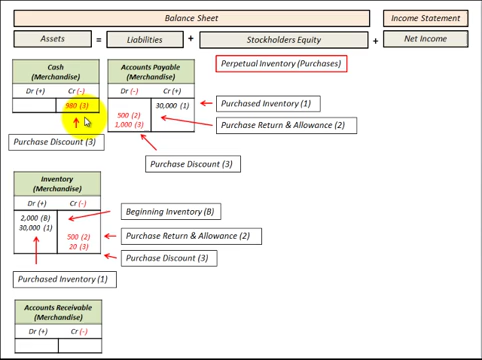 Balance Sheet
Income Statement
Assets = Liabilities + Stockholders Equity + Net Income
Perpetual Inventory (Purchases)
Cash
(Merchandise)
Dr (+) Cr (-)
980 (3)
Purchase Discount (3)
Accounts Payable
(Merchandise)
Dr (-) Cr (+)
30,000 (1)
500 (2)
1,000 (3)
Purchased Inventory (1)
Purchase Return & Allowance (2)
Purchase Discount (3)
Inventory
(Merchandise)
Dr (+) Cr (-)
2,000 (B)
30,000 (1)
500 (2)
20 (3)
Beginning Inventory (B)
Purchase Return & Allowance (2)
Purchase Discount (3)
Purchased Inventory (1)
Accounts Receivable
(Merchandise)
Dr (+) Cr (-)